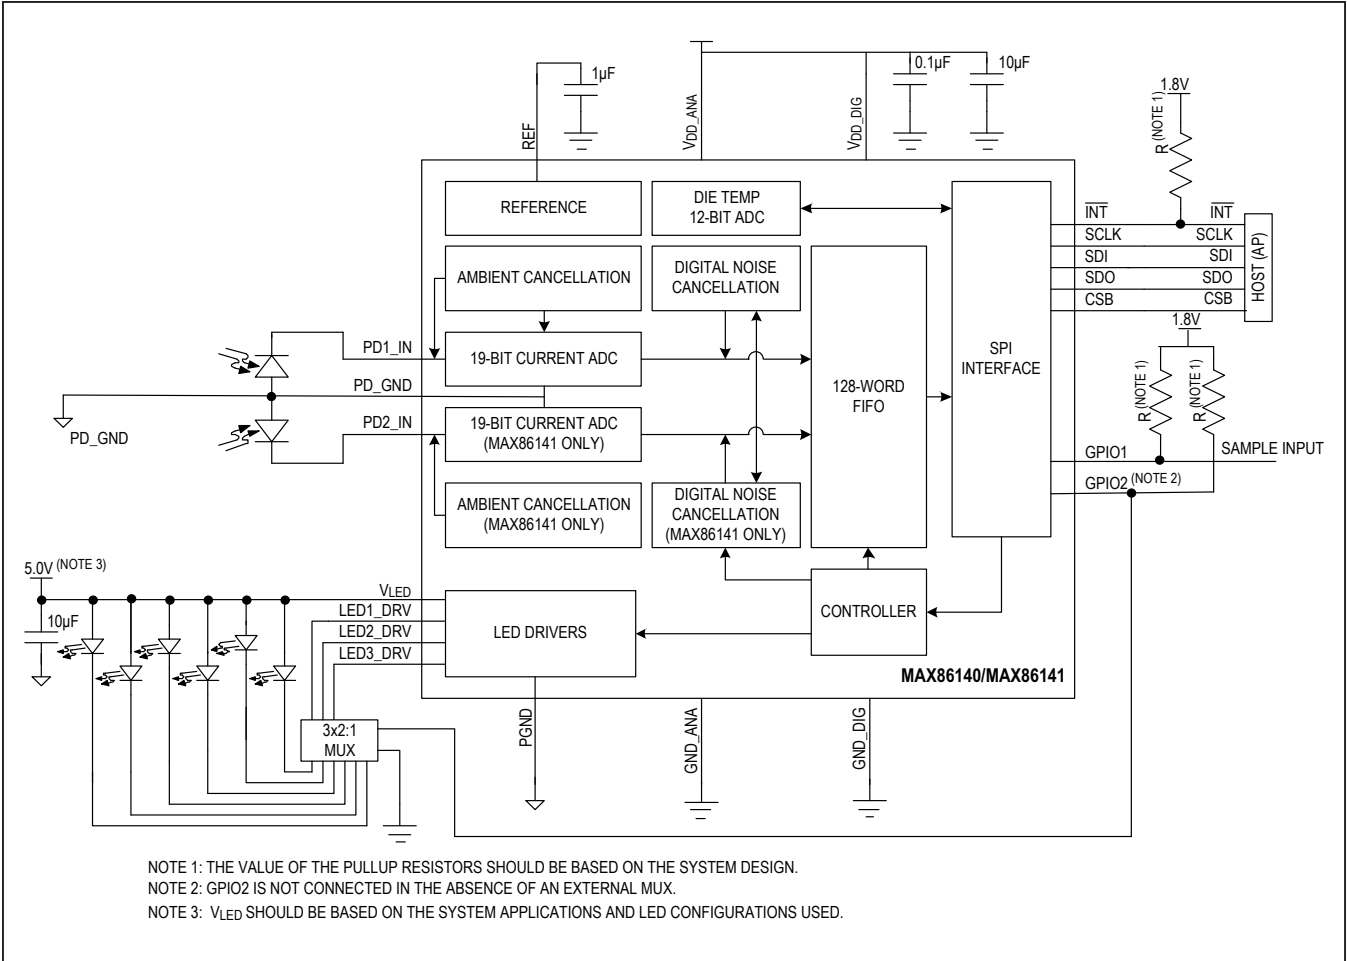 1µF
REF
VDD_ANA
VDD_DIG
0.1µF
10µF
1.8V
R (NOTE 1)
REFERENCE
DIE TEMP
12-BIT ADC
AMBIENT CANCELLATION
DIGITAL NOISE
CANCELLATION
19-BIT CURRENT ADC
19-BIT CURRENT ADC
(MAX86141 ONLY)
AMBIENT CANCELLATION
(MAX86141 ONLY)
DIGITAL NOISE
CANCELLATION
(MAX86141 ONLY)
128-WORD
FIFO
SPI
INTERFACE
CONTROLLER
LED DRIVERS
MAX86140/MAX86141
INT
INT
SCLK
SCLK
SDI
SDI
SDO
SDO
CSB
CSB
HOST (AP)
1.8V
R (NOTE 1)
R (NOTE 1)
GPIO1
SAMPLE INPUT
GPIO2 (NOTE 2)
PD1_IN
PD_GND
PD2_IN
PD_GND
5.0V (NOTE 3)
10µF
VLED
LED1_DRV
LED2_DRV
LED3_DRV
3x2:1
MUX
PGND
GND_ANA
GND_DIG
NOTE 1: THE VALUE OF THE PULLUP RESISTORS SHOULD BE BASED ON THE SYSTEM DESIGN.
NOTE 2: GPIO2 IS NOT CONNECTED IN THE ABSENCE OF AN EXTERNAL MUX.
NOTE 3: VLED SHOULD BE BASED ON THE SYSTEM APPLICATIONS AND LED CONFIGURATIONS USED.